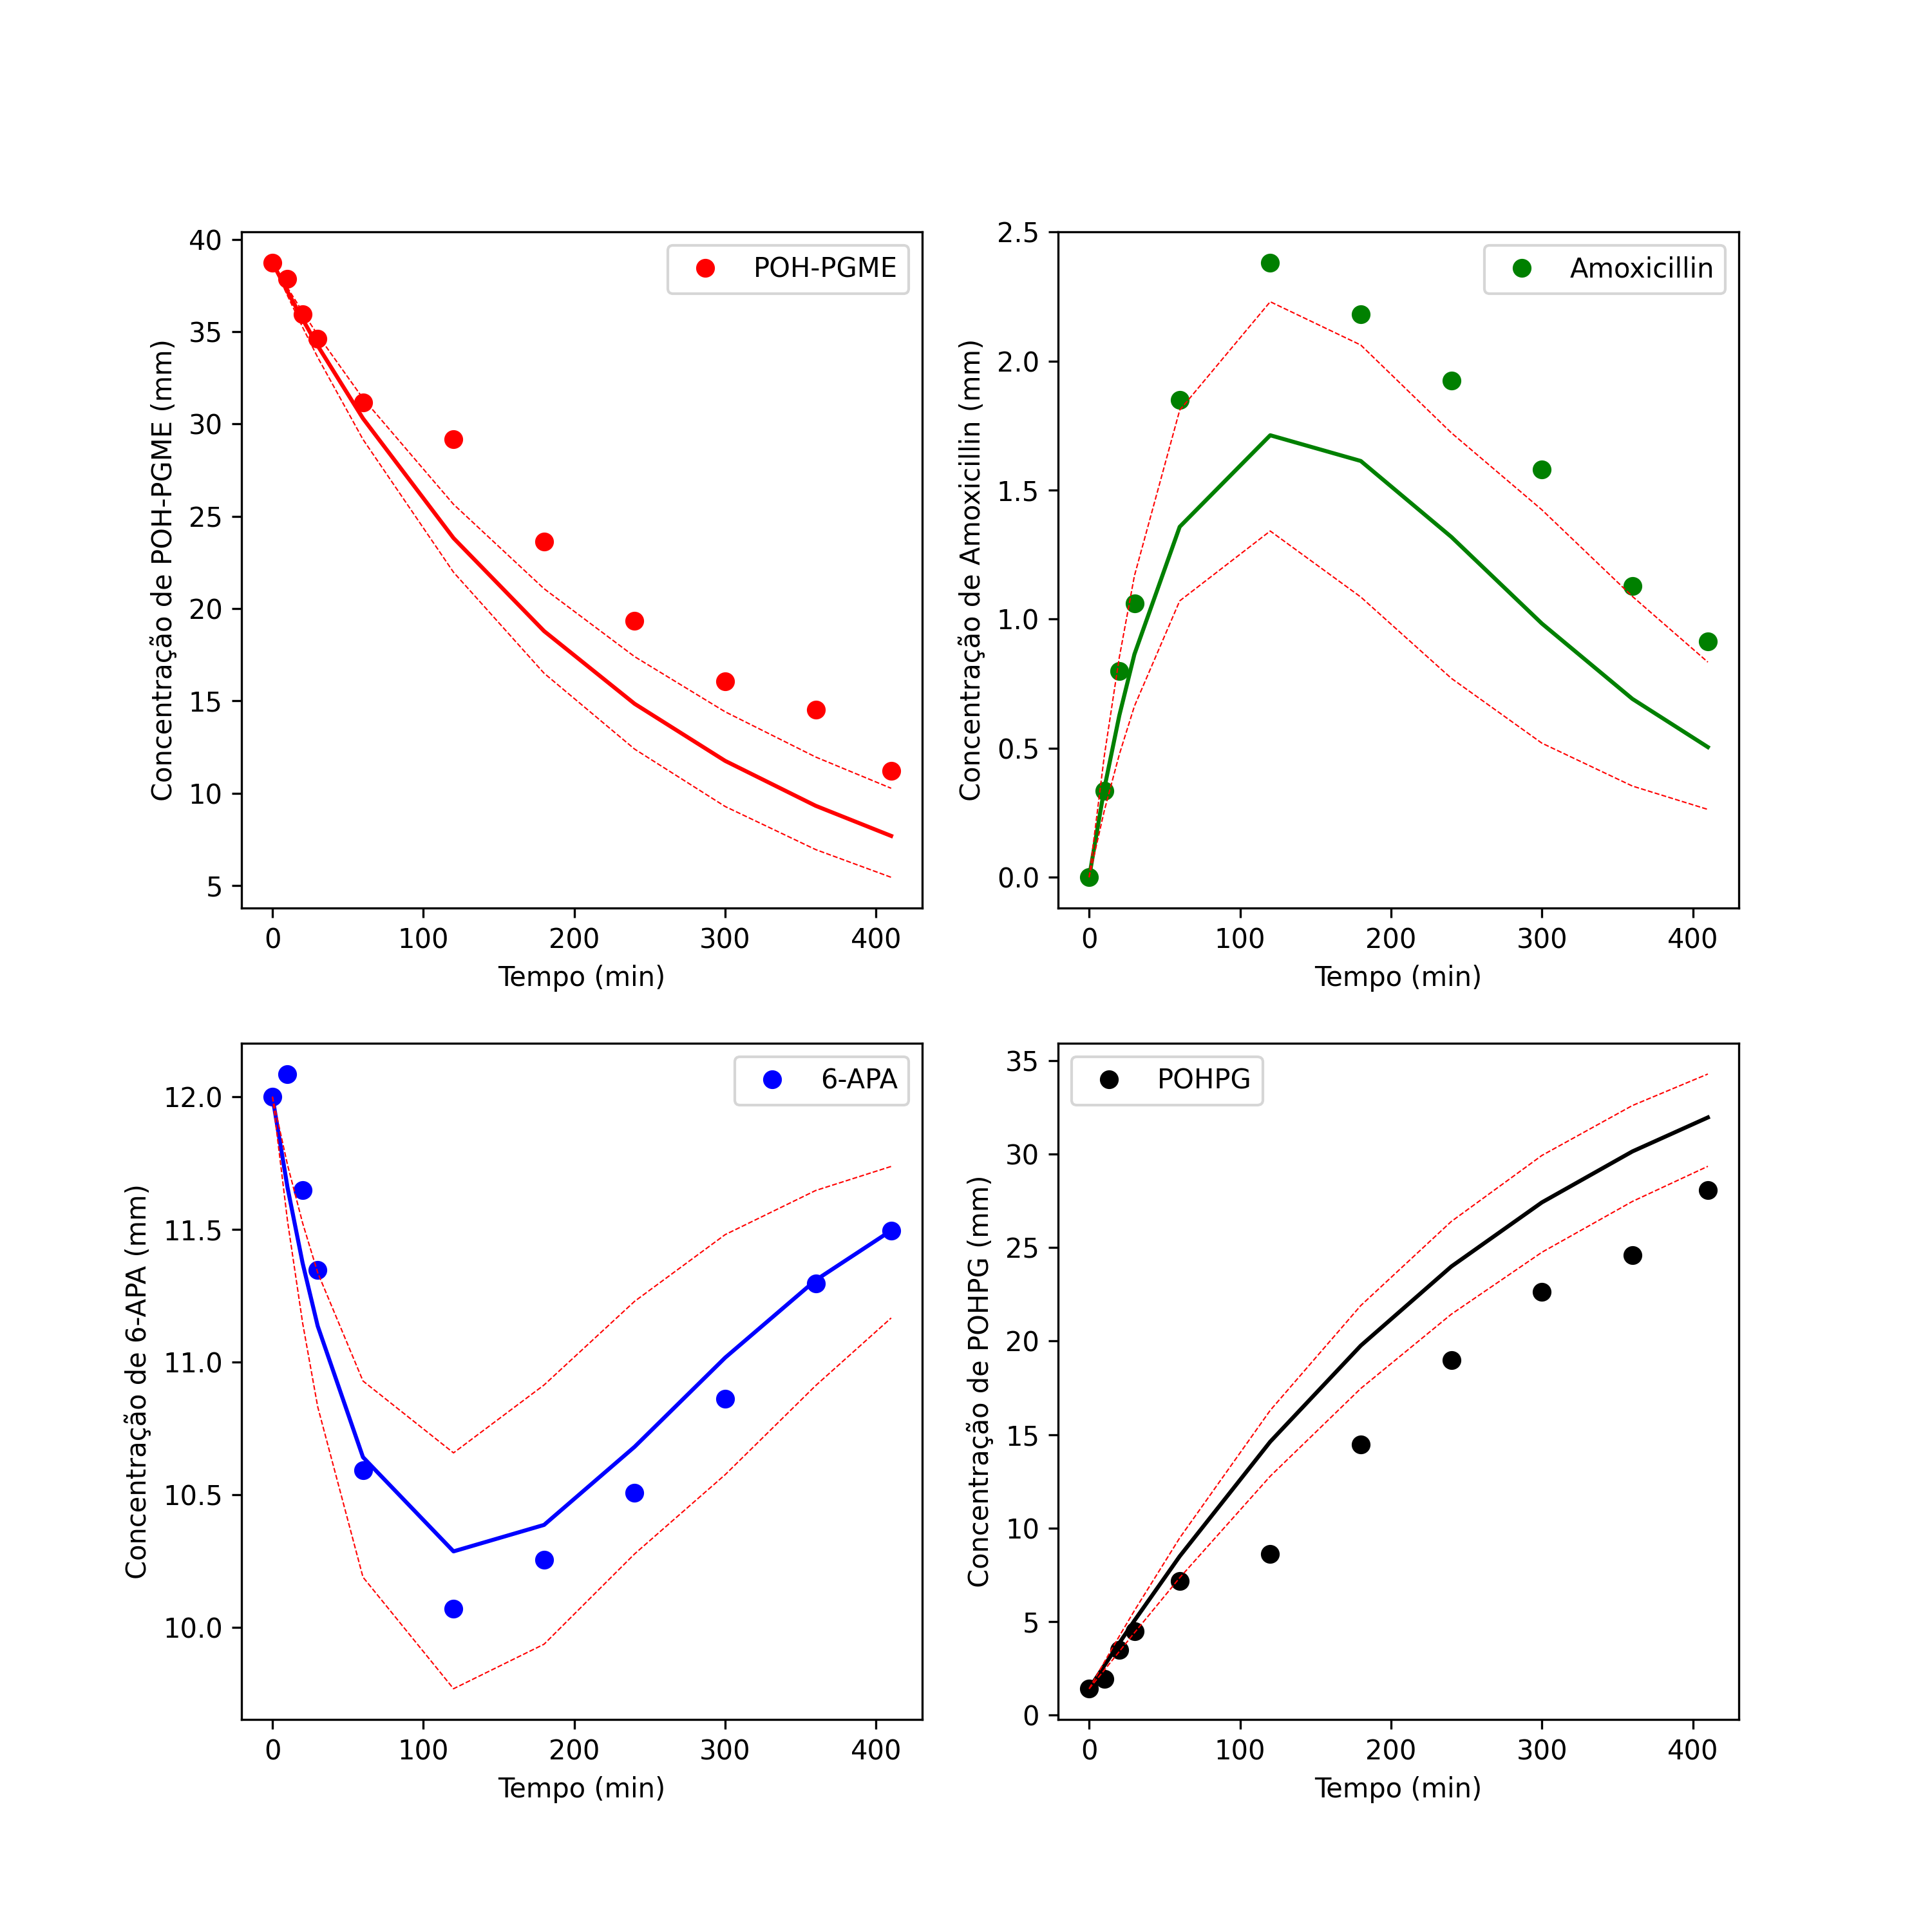 POH-PGME
Concentração de POH-PGME (mm)
40
35
30
25
20
15
10
5
0 100 200 300 400
Tempo (min)
Amoxicillin
Concentração de Amoxicillin (mm)
2.5
2.0
1.5
1.0
0.5
0.0
0 100 200 300 400
Tempo (min)
6-APA
Concentração de 6-APA (mm)
12.0
11.5
11.0
10.5
10.0
0 100 200 300 400
Tempo (min)
POHPG
Concentração de POHPG (mm)
35
30
25
20
15
10
5
0
0 100 200 300 400
Tempo (min)